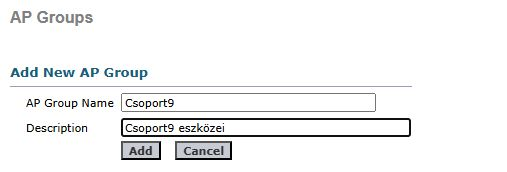 AP Groups
Add New AP Group
AP Group Name Csoport9
Description Csoport9 eszközei
Add Cancel